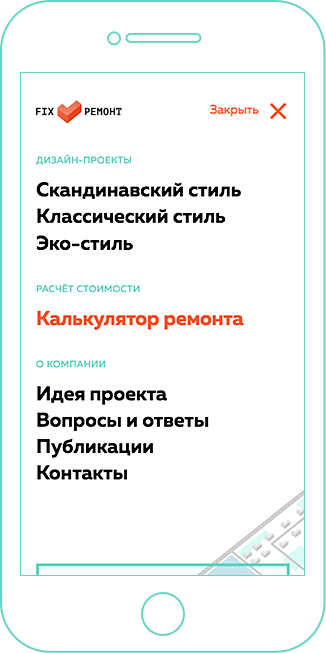 FIX РЕМОНТ
Закрыть
ДИЗАЙН-ПРОЕКТЫ
Скандинавский стиль
Классический стиль
Эко-стиль
РАСЧЁТ СТОИМОСТИ
Калькулятор ремонта
О КОМПАНИИ
Идея проекта
Вопросы и ответы
Публикации
Контакты